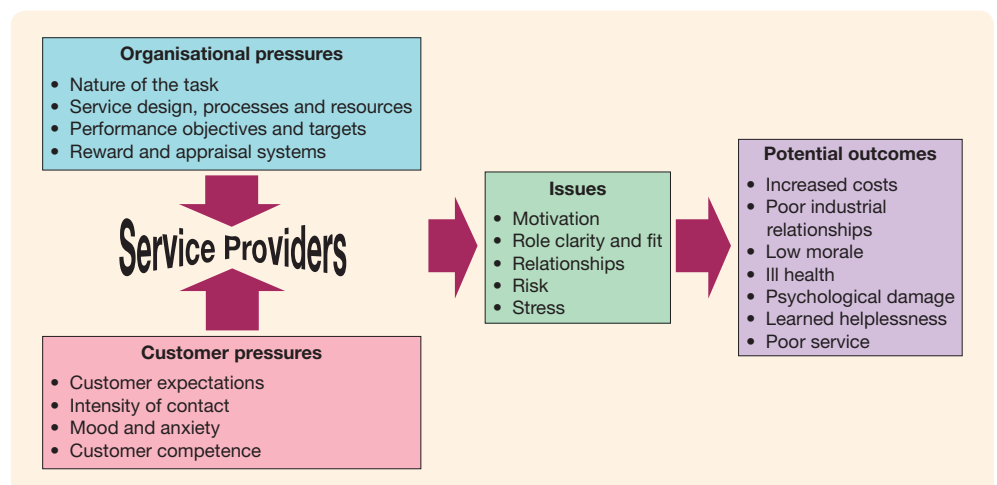 Organisational pressures
• Nature of the task
• Service design, processes and resources
• Performance objectives and targets
• Reward and appraisal systems
Service Providers
Customer pressures
• Customer expectations
• Intensity of contact
• Mood and anxiety
• Customer competence
Issues
• Motivation
• Role clarity and fit
• Relationships
• Risk
• Stress
Potential outcomes
• Increased costs
• Poor industrial
relationships
• Low morale
• Ill health
• Psychological damage
• Learned helplessness
• Poor service